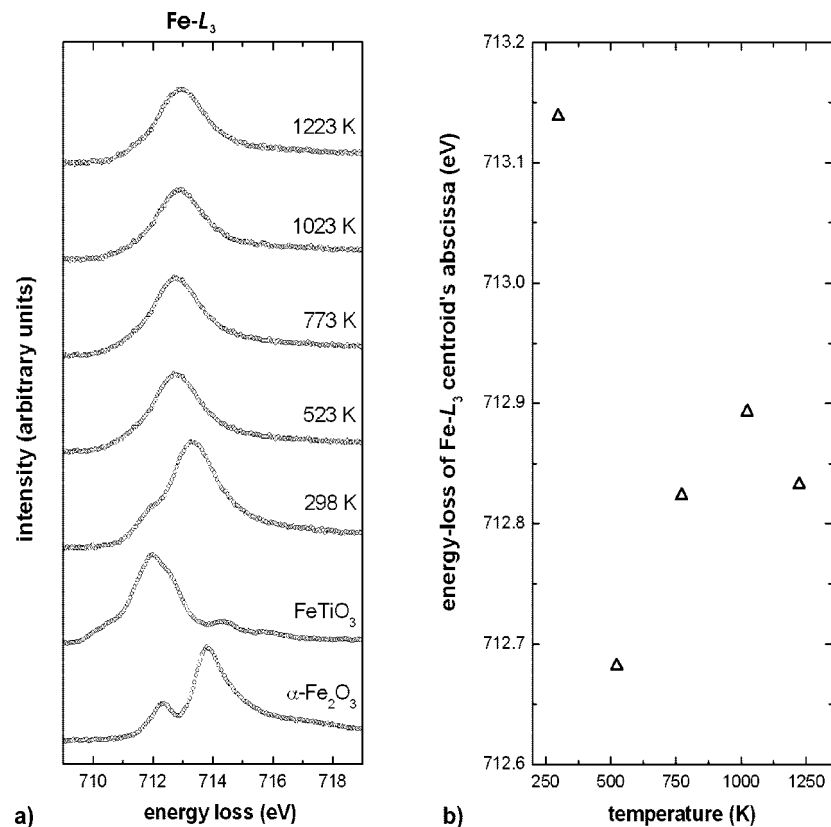 Fe-L₃
1223 K
1023 K
773 K
523 K
298 K
FeTiO₃
α-Fe₂O₃
intensity (arbitrary units)
710 712 714 716 718
energy loss (eV)
a)
713.2
713.1
713.0
712.9
712.8
712.7
712.6
energy-loss of Fe-L₃ centroid's abscissa (eV)
250 500 750 1000 1250
temperature (K)
b)